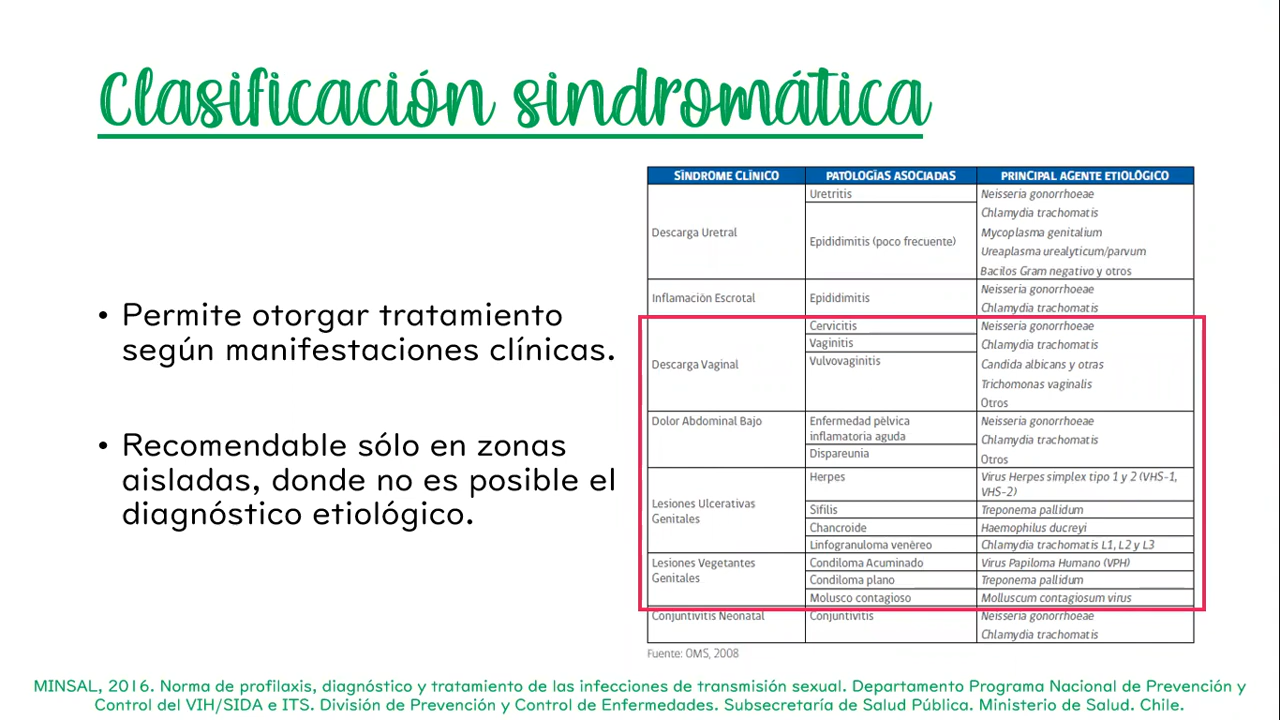 Clasificación sindromática
• Permite otorgar tratamiento
según manifestaciones clínicas.
• Recomendable sólo en zonas
aisladas, donde no es posible el
diagnóstico etiológico.
SÍNDROME CLÍNICO PATOLOGÍAS ASOCIADAS PRINCIPAL AGENTE ETIOLÓGICO
Descarga Uretral
Uretritis
Epididimitis (poco frecuente)
Neisseria gonorrhoeae
Chlamydia trachomatis
Mycoplasma genitalium
Ureaplasma urealyticum/parvum
Bacilos Gram negativo y otros
Inflamación Escrotal
Epididimitis
Neisseria gonorrhoeae
Chlamydia trachomatis
Descarga Vaginal
Cervicitis
Vaginitis
Vulvovaginitis
Neisseria gonorrhoeae
Chlamydia trachomatis
Candida albicans y otras
Trichomonas vaginalis
Otros
Dolor Abdominal Bajo
Enfermedad pélvica
inflamatoria aguda
Dispareunia
Neisseria gonorrhoeae
Chlamydia trachomatis
Otros
Lesiones Ulcerativas
Genitales
Herpes
Virus Herpes simplex tipo 1 y 2 (VHS-1,
VHS-2)
Sífilis
Treponema pallidum
Chancroide
Haemophilus ducreyi
Linfogranuloma venéreo
Chlamydia trachomatis L1, L2 y L3
Lesiones Vegetantes
Genitales
Condiloma Acuminado
Virus Papiloma Humano (VPH)
Condiloma plano
Treponema pallidum
Molusco contagioso
Molluscum contagiosum virus
Conjuntivitis Neonatal
Conjuntivitis
Neisseria gonorrhoeae
Chlamydia trachomatis
Fuente: OMS, 2008
MINSAL, 2016. Norma de profilaxis, diagnóstico y tratamiento de las infecciones de transmisión sexual. Departamento Programa Nacional de Prevención y
Control del VIH/SIDA e ITS. División de Prevención y Control de Enfermedades. Subsecretaría de Salud Pública. Ministerio de Salud. Chile.